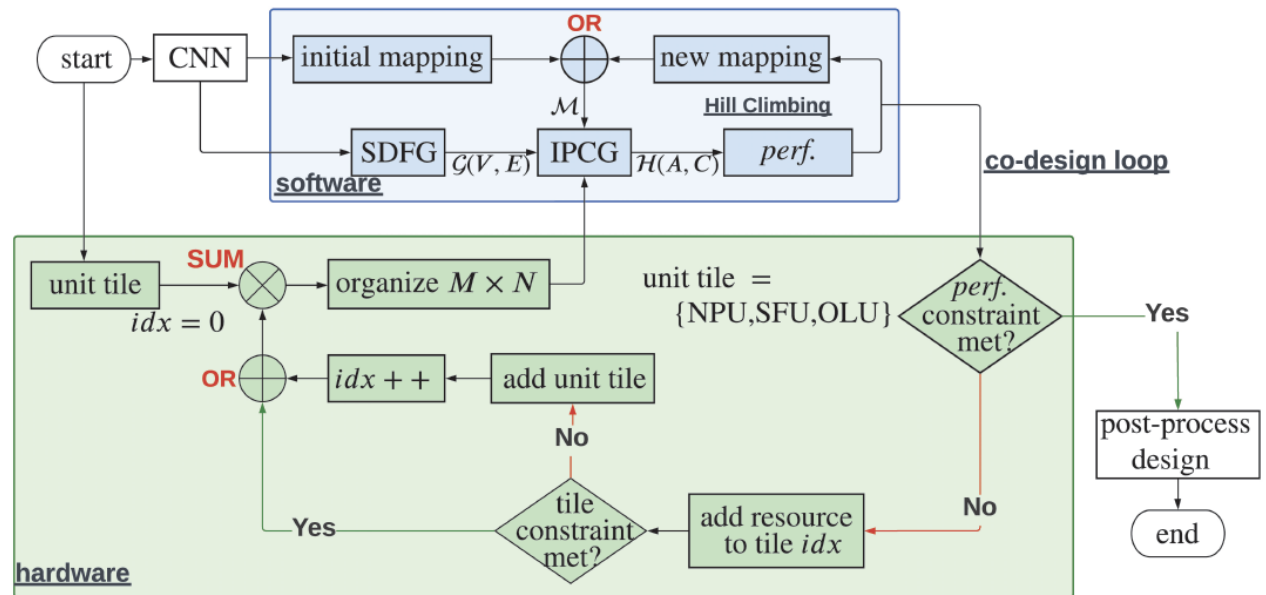 start
CNN
initial mapping
OR
new mapping
ℳ
Hill Climbing
SDFG
𝒢(V, E)
IPCG
ℋ(A, C)
perf.
software
co-design loop
unit tile
idx = 0
SUM
organize M × N
unit tile =
{NPU,SFU,OLU}
perf.
constraint
met?
Yes
OR
idx + +
add unit tile
No
post-process
design
tile
constraint
met?
Yes
add resource
to tile idx
No
end
hardware